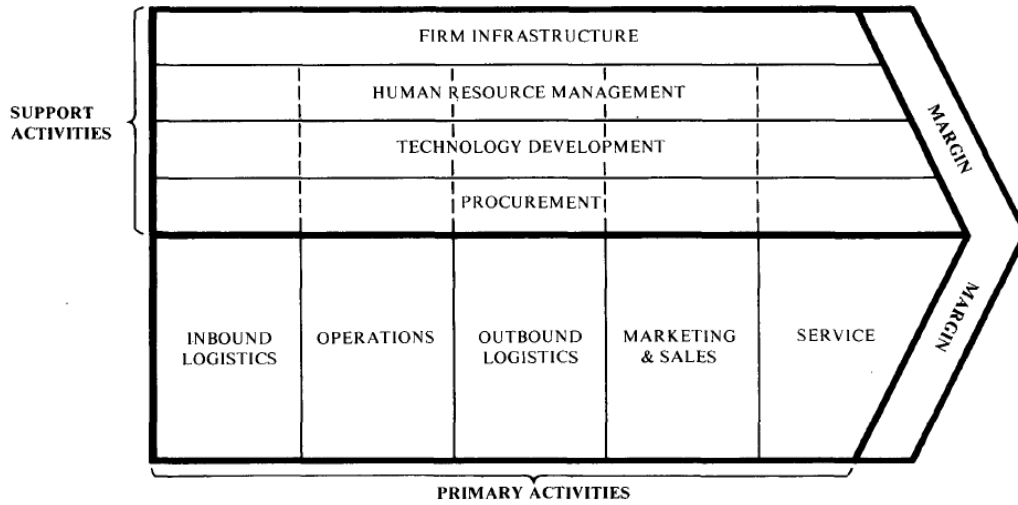 FIRM INFRASTRUCTURE
HUMAN RESOURCE MANAGEMENT
SUPPORT
ACTIVITIES
TECHNOLOGY DEVELOPMENT
PROCUREMENT
MARGIN
INBOUND
LOGISTICS
OPERATIONS
OUTBOUND
LOGISTICS
MARKETING
& SALES
SERVICE
MARGIN
PRIMARY ACTIVITIES